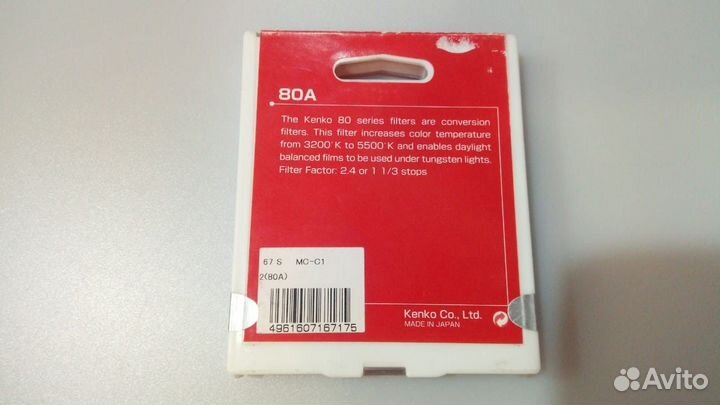 80A
The Kenko 80 series filters are conversion
filters. This filter increases color temperature
from 3200°K to 5500°K and enables daylight
balanced films to be used under tungsten lights.
Filter Factor: 2.4 or 1 1/3 stops
67 S MC-C1
2(80A)
4961607167175
Kenko Co., Ltd.
MADE IN JAPAN
Avito